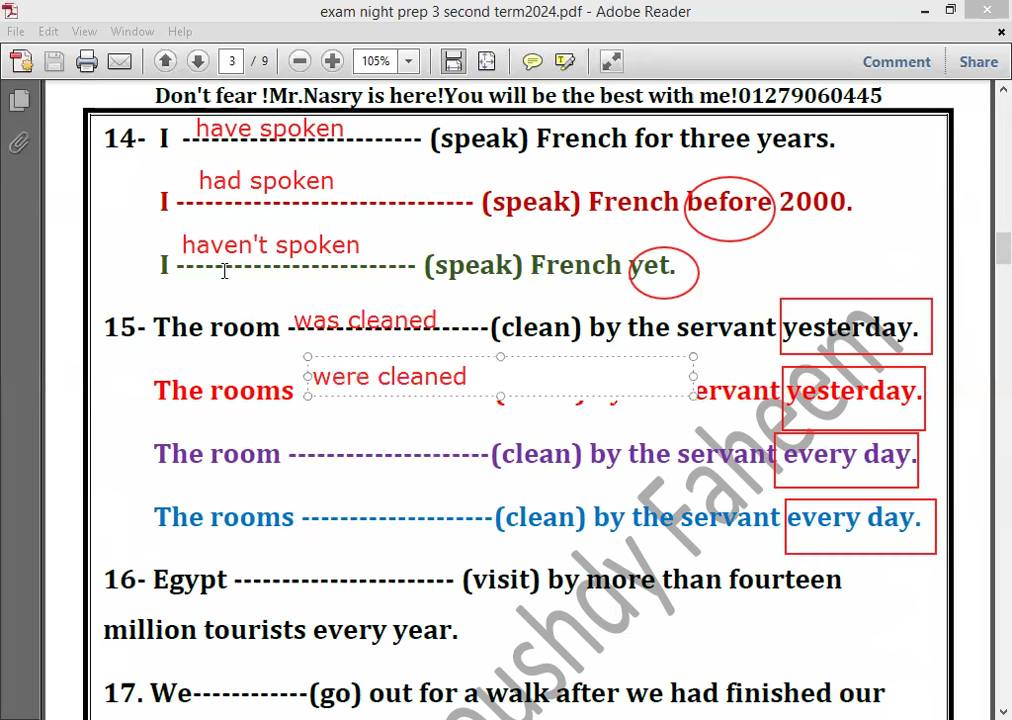 exam night prep 3 second term2024.pdf - Adobe Reader
File Edit View Window Help
3 / 9 105% Comment Share
Don't fear !Mr.Nasry is here!You will be the best with me!01279060445
have spoken
14- I ------------------------- (speak) French for three years.
had spoken
I ------------------------------- (speak) French before 2000.
haven't spoken
I ------------------------- (speak) French yet.
was cleaned
15- The room ---------------------(clean) by the servant yesterday.
were cleaned
The rooms servant yesterday.
The room ---------------------(clean) by the servant every day.
The rooms --------------------(clean) by the servant every day.
16- Egypt ----------------------- (visit) by more than fourteen
million tourists every year.
17. We------------(go) out for a walk after we had finished our
oushdy Faheem